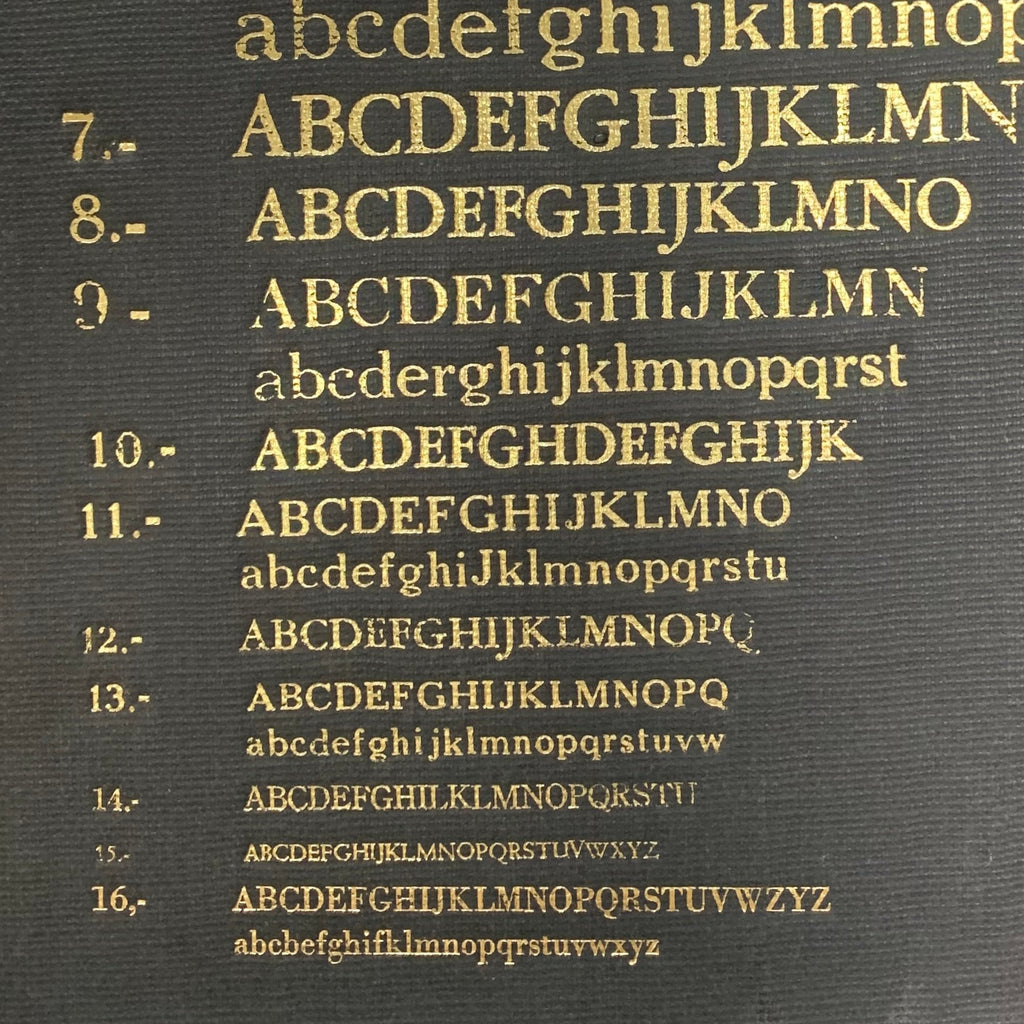 abcdefghijklmnop
7.- ABCDEFGHIJKLMN
8.- ABCDEFGHIJKLMNO
9 - ABCDEFGHIJKLMN
abcderghijklmnopqrst
10.- ABCDEFGHDEFGHIJK
11.- ABCDEFGHIJKLMNO
abcdefghiJklmnopqrstu
12.- ABCDEFGHIJKLMNOPQ
13.- ABCDEFGHIJKLMNOPQ
abcdefghijklmnopqrstuvw
14.- ABCDEFGHILKLMNOPQRSTU
15.- ABCDEFGHIJKLMNOPQRSTUVWXYZ
16,- ABCDEFGHIJKLMNOPQRSTUVWZYZ
abcbefghifklmnopqrstuvwxyz